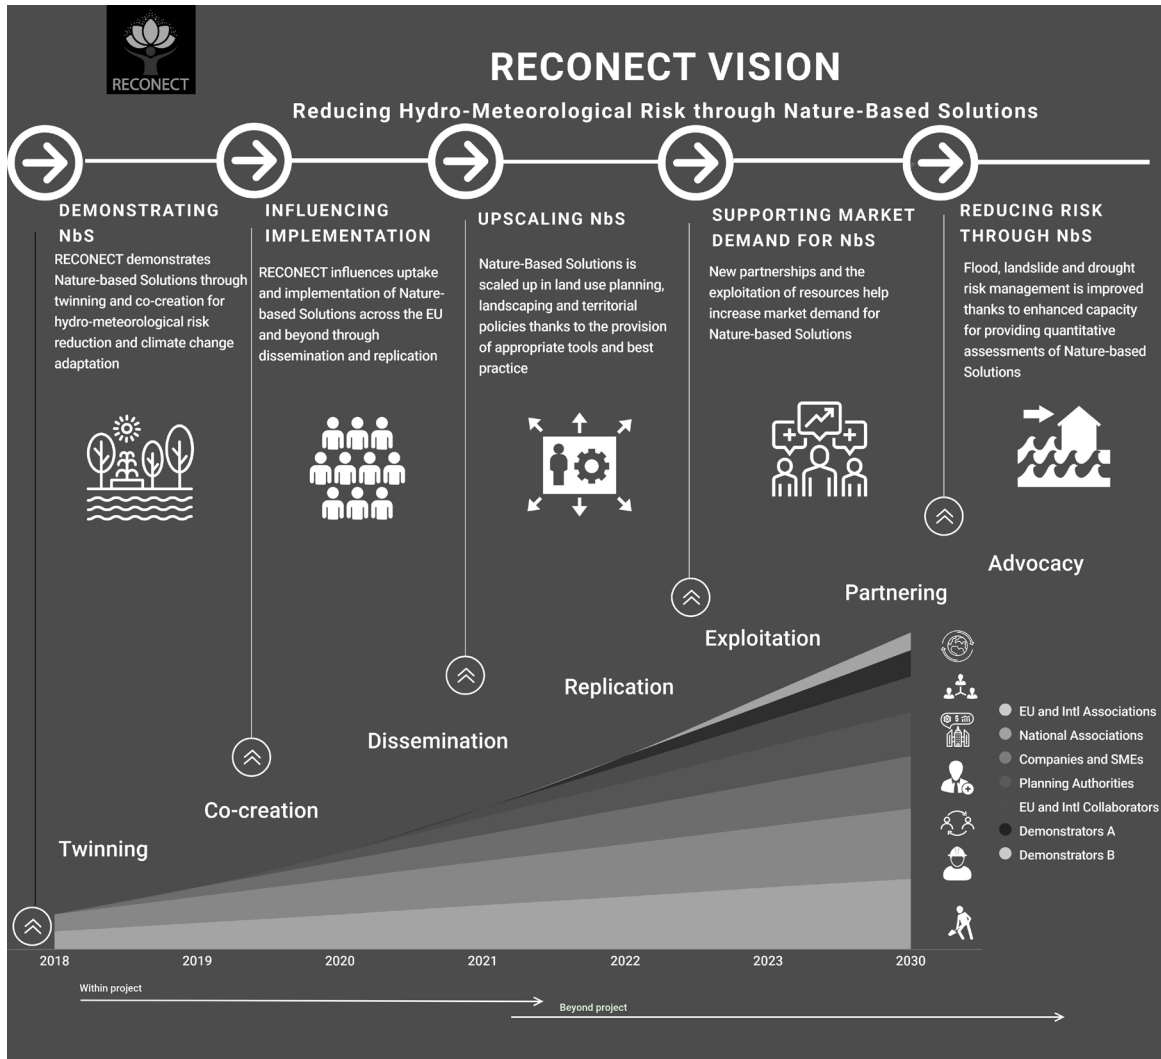 RECONECT
RECONECT VISION
Reducing Hydro-Meteorological Risk through Nature-Based Solutions
DEMONSTRATING
NbS
RECONECT demonstrates
Nature-based Solutions through
twinning and co-creation for
hydro-meteorological risk
reduction and climate change
adaptation
INFLUENCING
IMPLEMENTATION
RECONECT influences uptake
and implementation of Nature-
based Solutions across the EU
and beyond through
dissemination and replication
UPSCALING NbS
Nature-Based Solutions is
scaled up in land use planning,
landscaping and territorial
policies thanks to the provision
of appropriate tools and best
practice
SUPPORTING MARKET
DEMAND FOR NbS
New partnerships and the
exploitation of resources help
increase market demand for
Nature-based Solutions
REDUCING RISK
THROUGH NbS
Flood, landslide and drought
risk management is improved
thanks to enhanced capacity
for providing quantitative
assessments of Nature-based
Solutions
Advocacy
Partnering
Exploitation
Replication
Dissemination
Co-creation
Twinning
EU and Intl Associations
National Associations
Companies and SMEs
Planning Authorities
EU and Intl Collaborators
Demonstrators A
Demonstrators B
2018 2019 2020 2021 2022 2023 2030
Within project
Beyond project